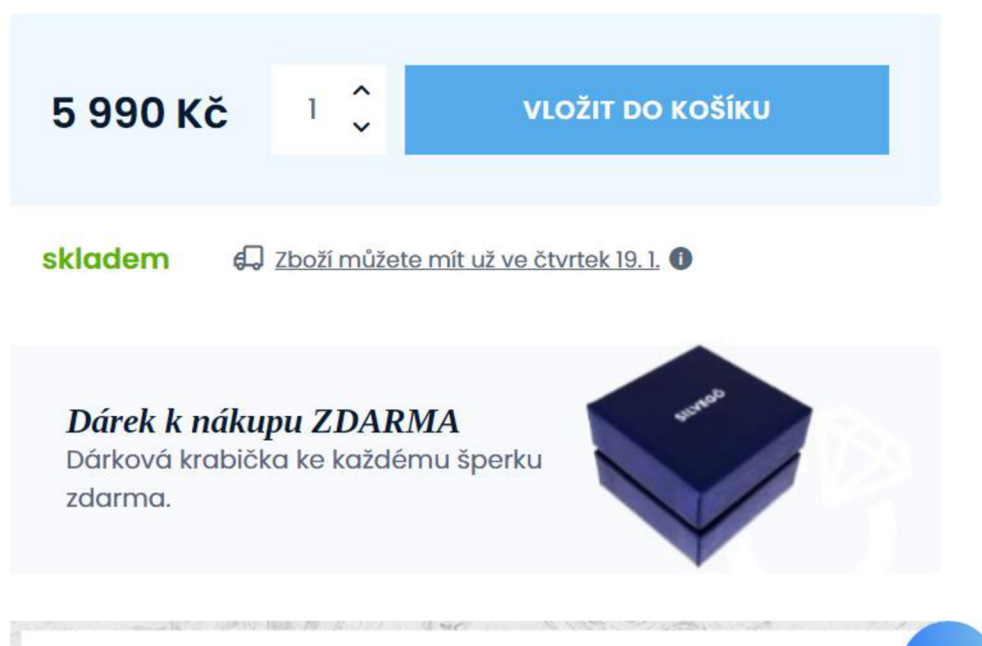 5 990 Kč
1
VLOŽIT DO KOŠÍKU
skladem
Zboží můžete mít už ve čtvrtek 19. 1.
Dárek k nákupu ZDARMA
Dárková krabička ke každému šperku
zdarma.
SILVEGO